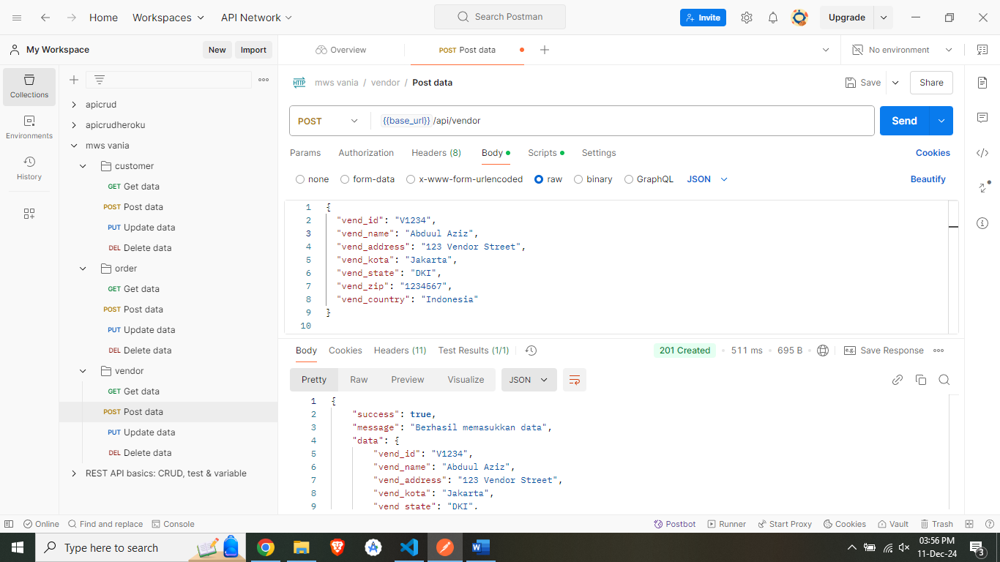 Home Workspaces API Network Search Postman Invite Upgrade
My Workspace New Import Overview POST Post data No environment
Collections
Environments
History
apicrud
apicrudheroku
mws vania
customer
GET Get data
POST Post data
PUT Update data
DEL Delete data
order
GET Get data
POST Post data
PUT Update data
DEL Delete data
vendor
GET Get data
POST Post data
PUT Update data
DEL Delete data
REST API basics: CRUD, test & variable
HTTP mws vania / vendor / Post data Save Share
POST {{base_url}} /api/vendor Send
Params Authorization Headers (8) Body Scripts Settings Cookies
none form-data x-www-form-urlencoded raw binary GraphQL JSON Beautify
1 {
2 "vend_id": "V1234",
3 "vend_name": "Abduul Aziz",
4 "vend_address": "123 Vendor Street",
5 "vend_kota": "Jakarta",
6 "vend_state": "DKI",
7 "vend_zip": "1234567",
8 "vend_country": "Indonesia"
9 }
10
Body Cookies Headers (11) Test Results (1/1) 201 Created 511 ms 695 B e.g. Save Response
Pretty Raw Preview Visualize JSON
1 {
2 "success": true,
3 "message": "Berhasil memasukkan data",
4 "data": {
5 "vend_id": "V1234",
6 "vend_name": "Abduul Aziz",
7 "vend_address": "123 Vendor Street",
8 "vend_kota": "Jakarta",
9 "vend_state": "DKI",
Online Find and replace Console Postbot Runner Start Proxy Cookies Vault Trash
Type here to search 03:56 PM
11-Dec-24 3